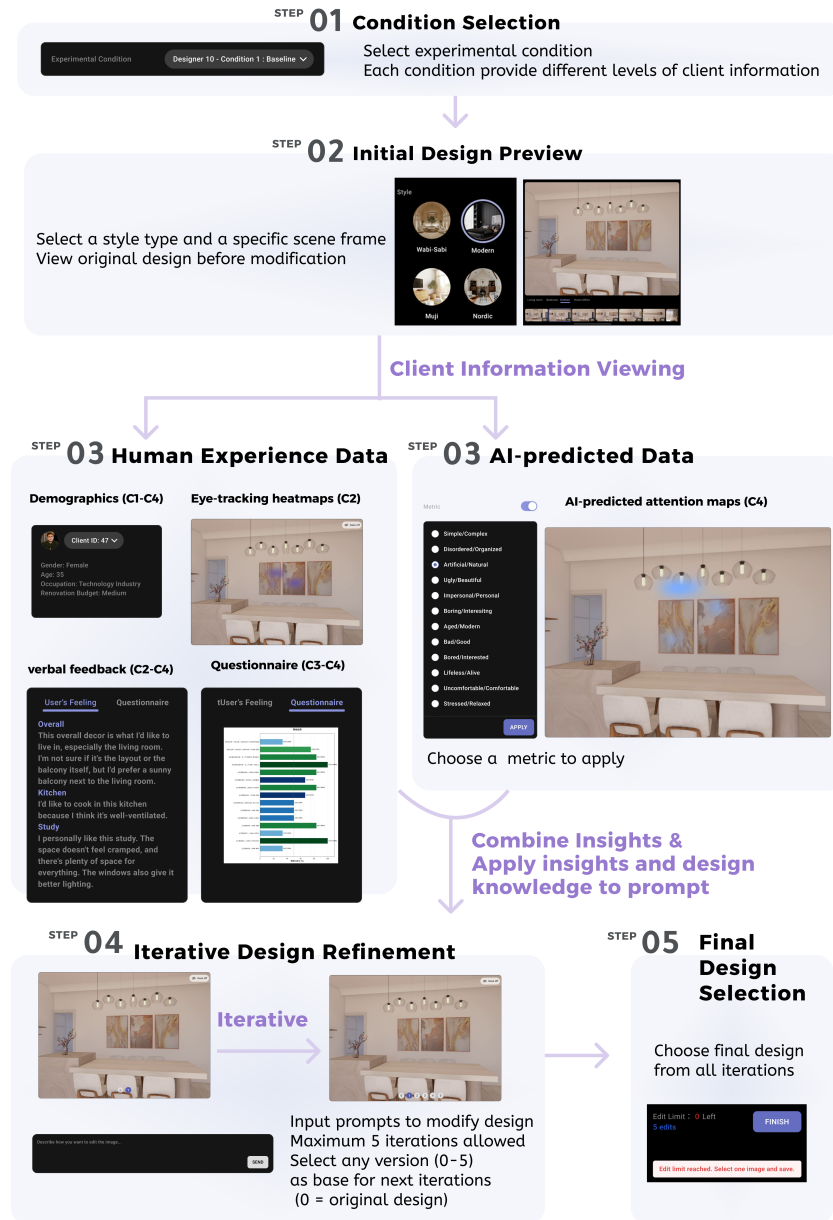 STEP 01 Condition Selection
Experimental Condition
Designer 10 - Condition 1 : Baseline
Select experimental condition
Each condition provide different levels of client information
STEP 02 Initial Design Preview
Select a style type and a specific scene frame
View original design before modification
Style
Wabi-Sabi
Modern
Muji
Nordic
Client Information Viewing
STEP 03 Human Experience Data
Demographics (C1-C4)
Client ID: 47
Gender: Female
Age: 35
Occupation: Technology Industry
Renovation Budget: Medium
Eye-tracking heatmaps (C2)
verbal feedback (C2-C4)
User's Feeling
Questionnaire
Overall
This overall decor is what I'd like to
live in, especially the living room.
I'm not sure if it's the layout or the
balcony itself, but I'd prefer a sunny
balcony next to the living room.
Kitchen
I'd like to cook in this kitchen
because I think it's well-ventilated.
Study
I personally like this study. The
space doesn't feel cramped, and
there's plenty of space for
everything. The windows also give it
better lighting.
Questionnaire (C3-C4)
tUser's Feeling
Questionnaire
STEP 03 AI-predicted Data
Metric
Simple/Complex
Disordered/Organized
Artificial/Natural
Ugly/Beautiful
Impersonal/Personal
Boring/Interesitng
Aged/Modern
Bad/Good
Bored/Interested
Lifeless/Alive
Uncomfortable/Comfortable
Stressed/Relaxed
APPLY
AI-predicted attention maps (C4)
Choose a metric to apply
Combine Insights &
Apply insights and design
knowledge to prompt
STEP 04 Iterative Design Refinement
Iterative
Describe how you want to edit the image...
SEND
Input prompts to modify design
Maximum 5 iterations allowed
Select any version (0-5)
as base for next iterations
(0 = original design)
STEP 05 Final
Design
Selection
Choose final design
from all iterations
Edit Limit : 0 Left
5 edits
FINISH
Edit limit reached. Select one image and save.